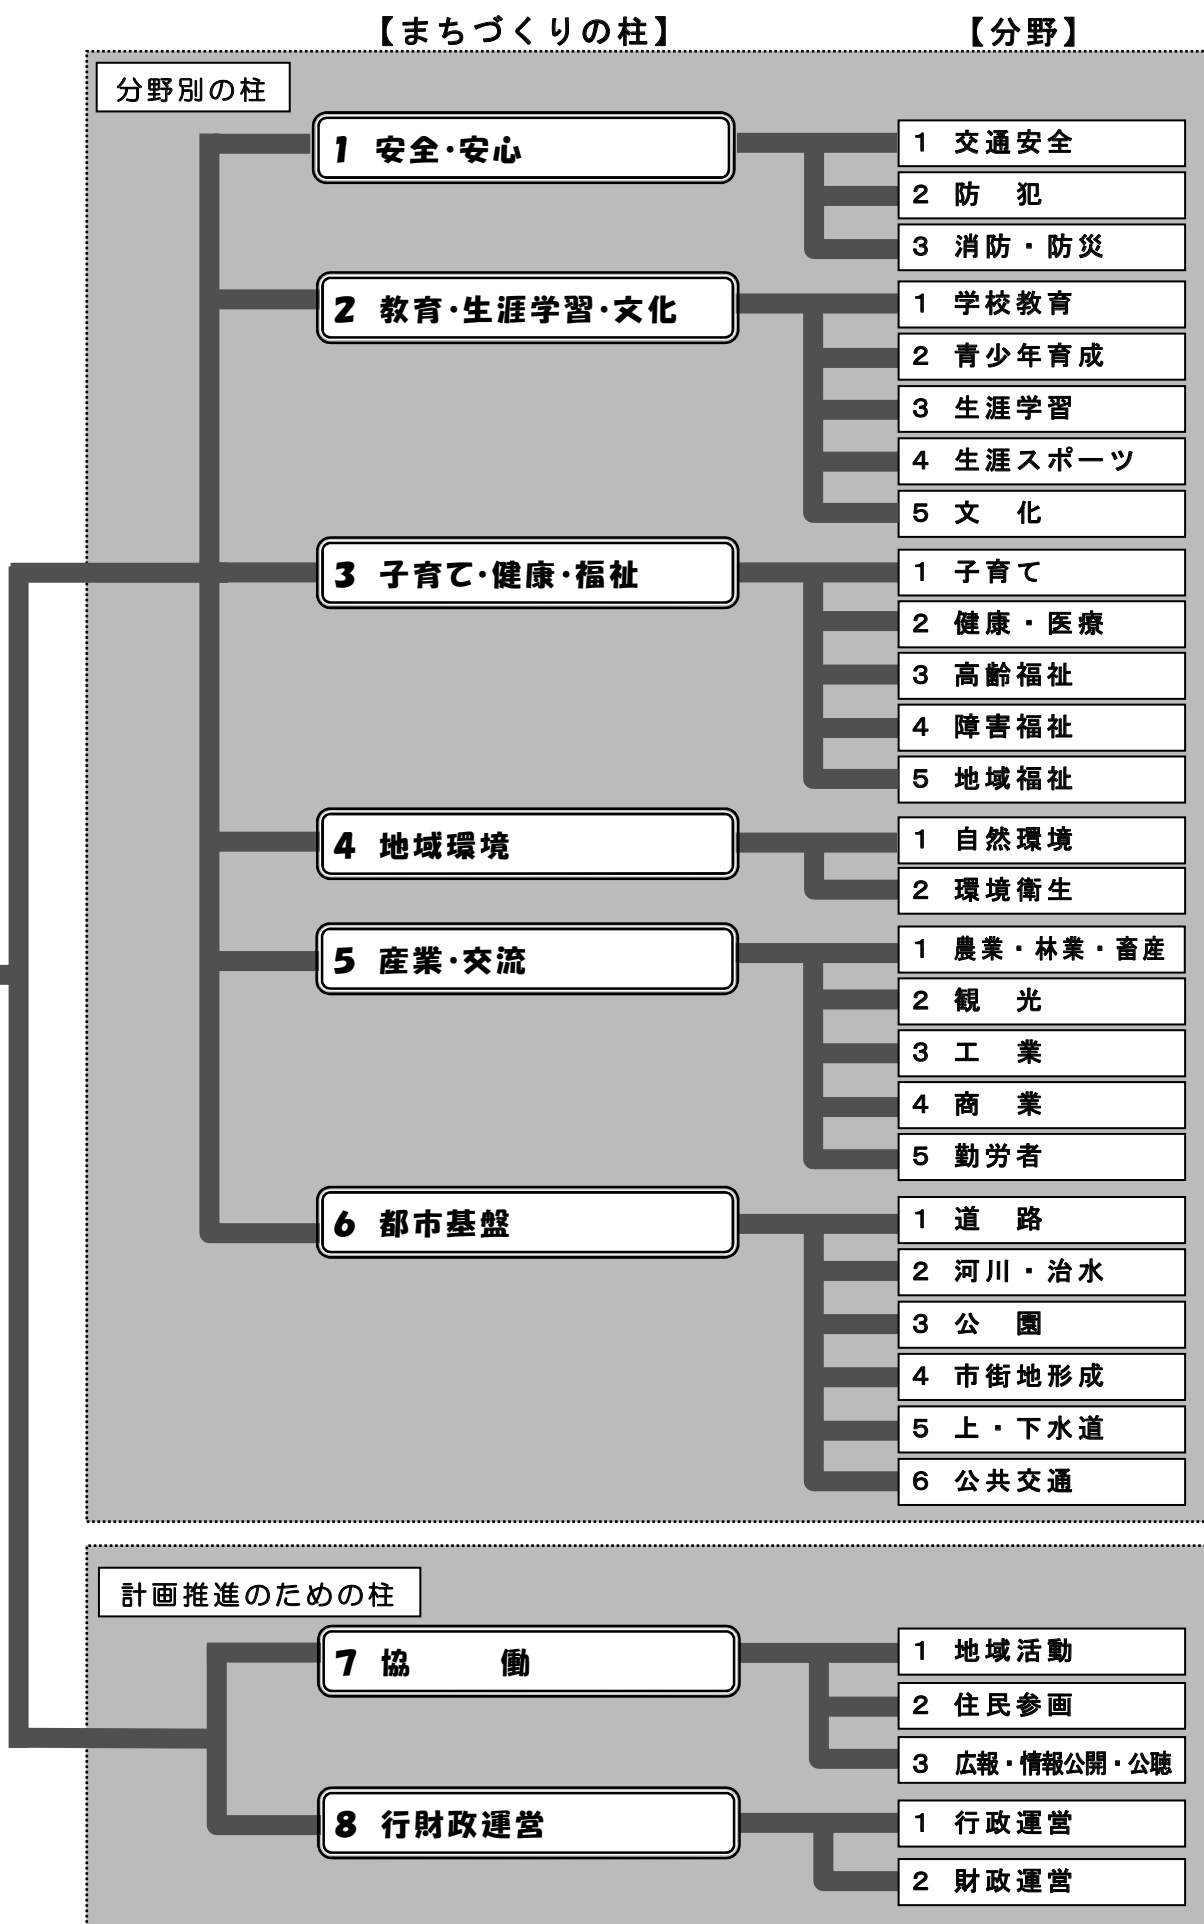 【まちづくりの柱】　【分野】
分野別の柱
1 安全・安心
1 交通安全
2 防　犯
3 消防・防災
2 教育・生涯学習・文化
1 学校教育
2 青少年育成
3 生涯学習
4 生涯スポーツ
5 文　化
3 子育て・健康・福祉
1 子育て
2 健康・医療
3 高齢福祉
4 障害福祉
5 地域福祉
4 地域環境
1 自然環境
2 環境衛生
5 産業・交流
1 農業・林業・畜産
2 観　光
3 工　業
4 商　業
5 勤労者
6 都市基盤
1 道　路
2 河川・治水
3 公　園
4 市街地形成
5 上・下水道
6 公共交通
計画推進のための柱
7 協　働
1 地域活動
2 住民参画
3 広報・情報公開・公聴
8 行財政運営
1 行政運営
2 財政運営